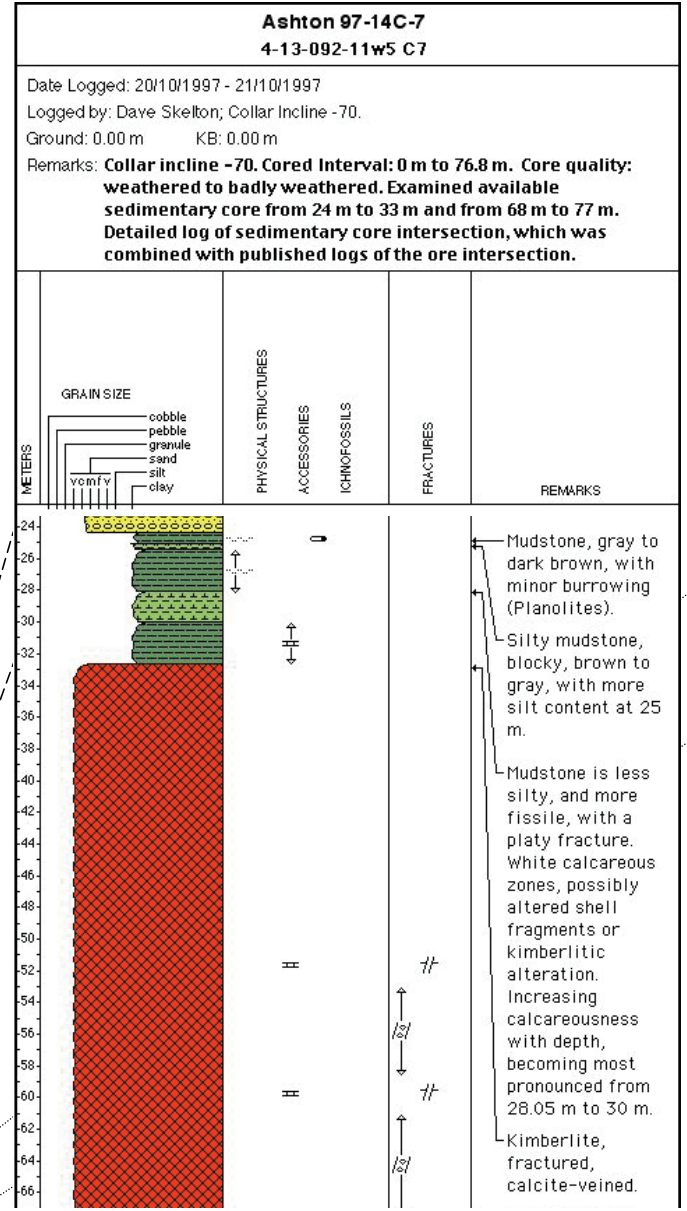 Ashton 97-14C-7
4-13-092-11w5 C7
Date Logged: 20/10/1997 - 21/10/1997
Logged by: Dave Skelton; Collar Incline -70.
Ground: 0.00 m KB: 0.00 m
Remarks: Collar incline -70. Cored Interval: 0 m to 76.8 m. Core quality:
weathered to badly weathered. Examined available
sedimentary core from 24 m to 33 m and from 68 m to 77 m.
Detailed log of sedimentary core intersection, which was
combined with published logs of the ore intersection.
METERS
GRAIN SIZE
cobble
pebble
granule
sand
silt
vcmfv
clay
PHYSICAL STRUCTURES
ACCESSORIES
ICHNOFOSSILS
FRACTURES
REMARKS
24
26
28
30
32
34
36
38
40
42
44
46
48
50
52
54
56
58
60
62
64
66
Mudstone, gray to
dark brown, with
minor burrowing
(Planolites).
Silty mudstone,
blocky, brown to
gray, with more
silt content at 25
m.
Mudstone is less
silty, and more
fissile, with a
platy fracture.
White calcareous
zones, possibly
altered shell
fragments or
kimberlitic
alteration.
Increasing
calcareousness
with depth,
becoming most
pronounced from
28.05 m to 30 m.
Kimberlite,
fractured,
calcite-veined.